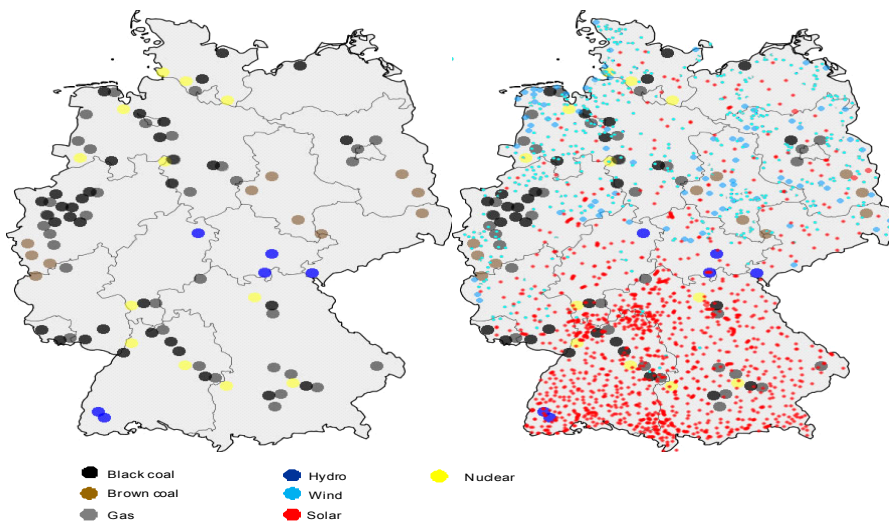 Black coal
Hydro
Nuclear
Brown coal
Wind
Gas
Solar